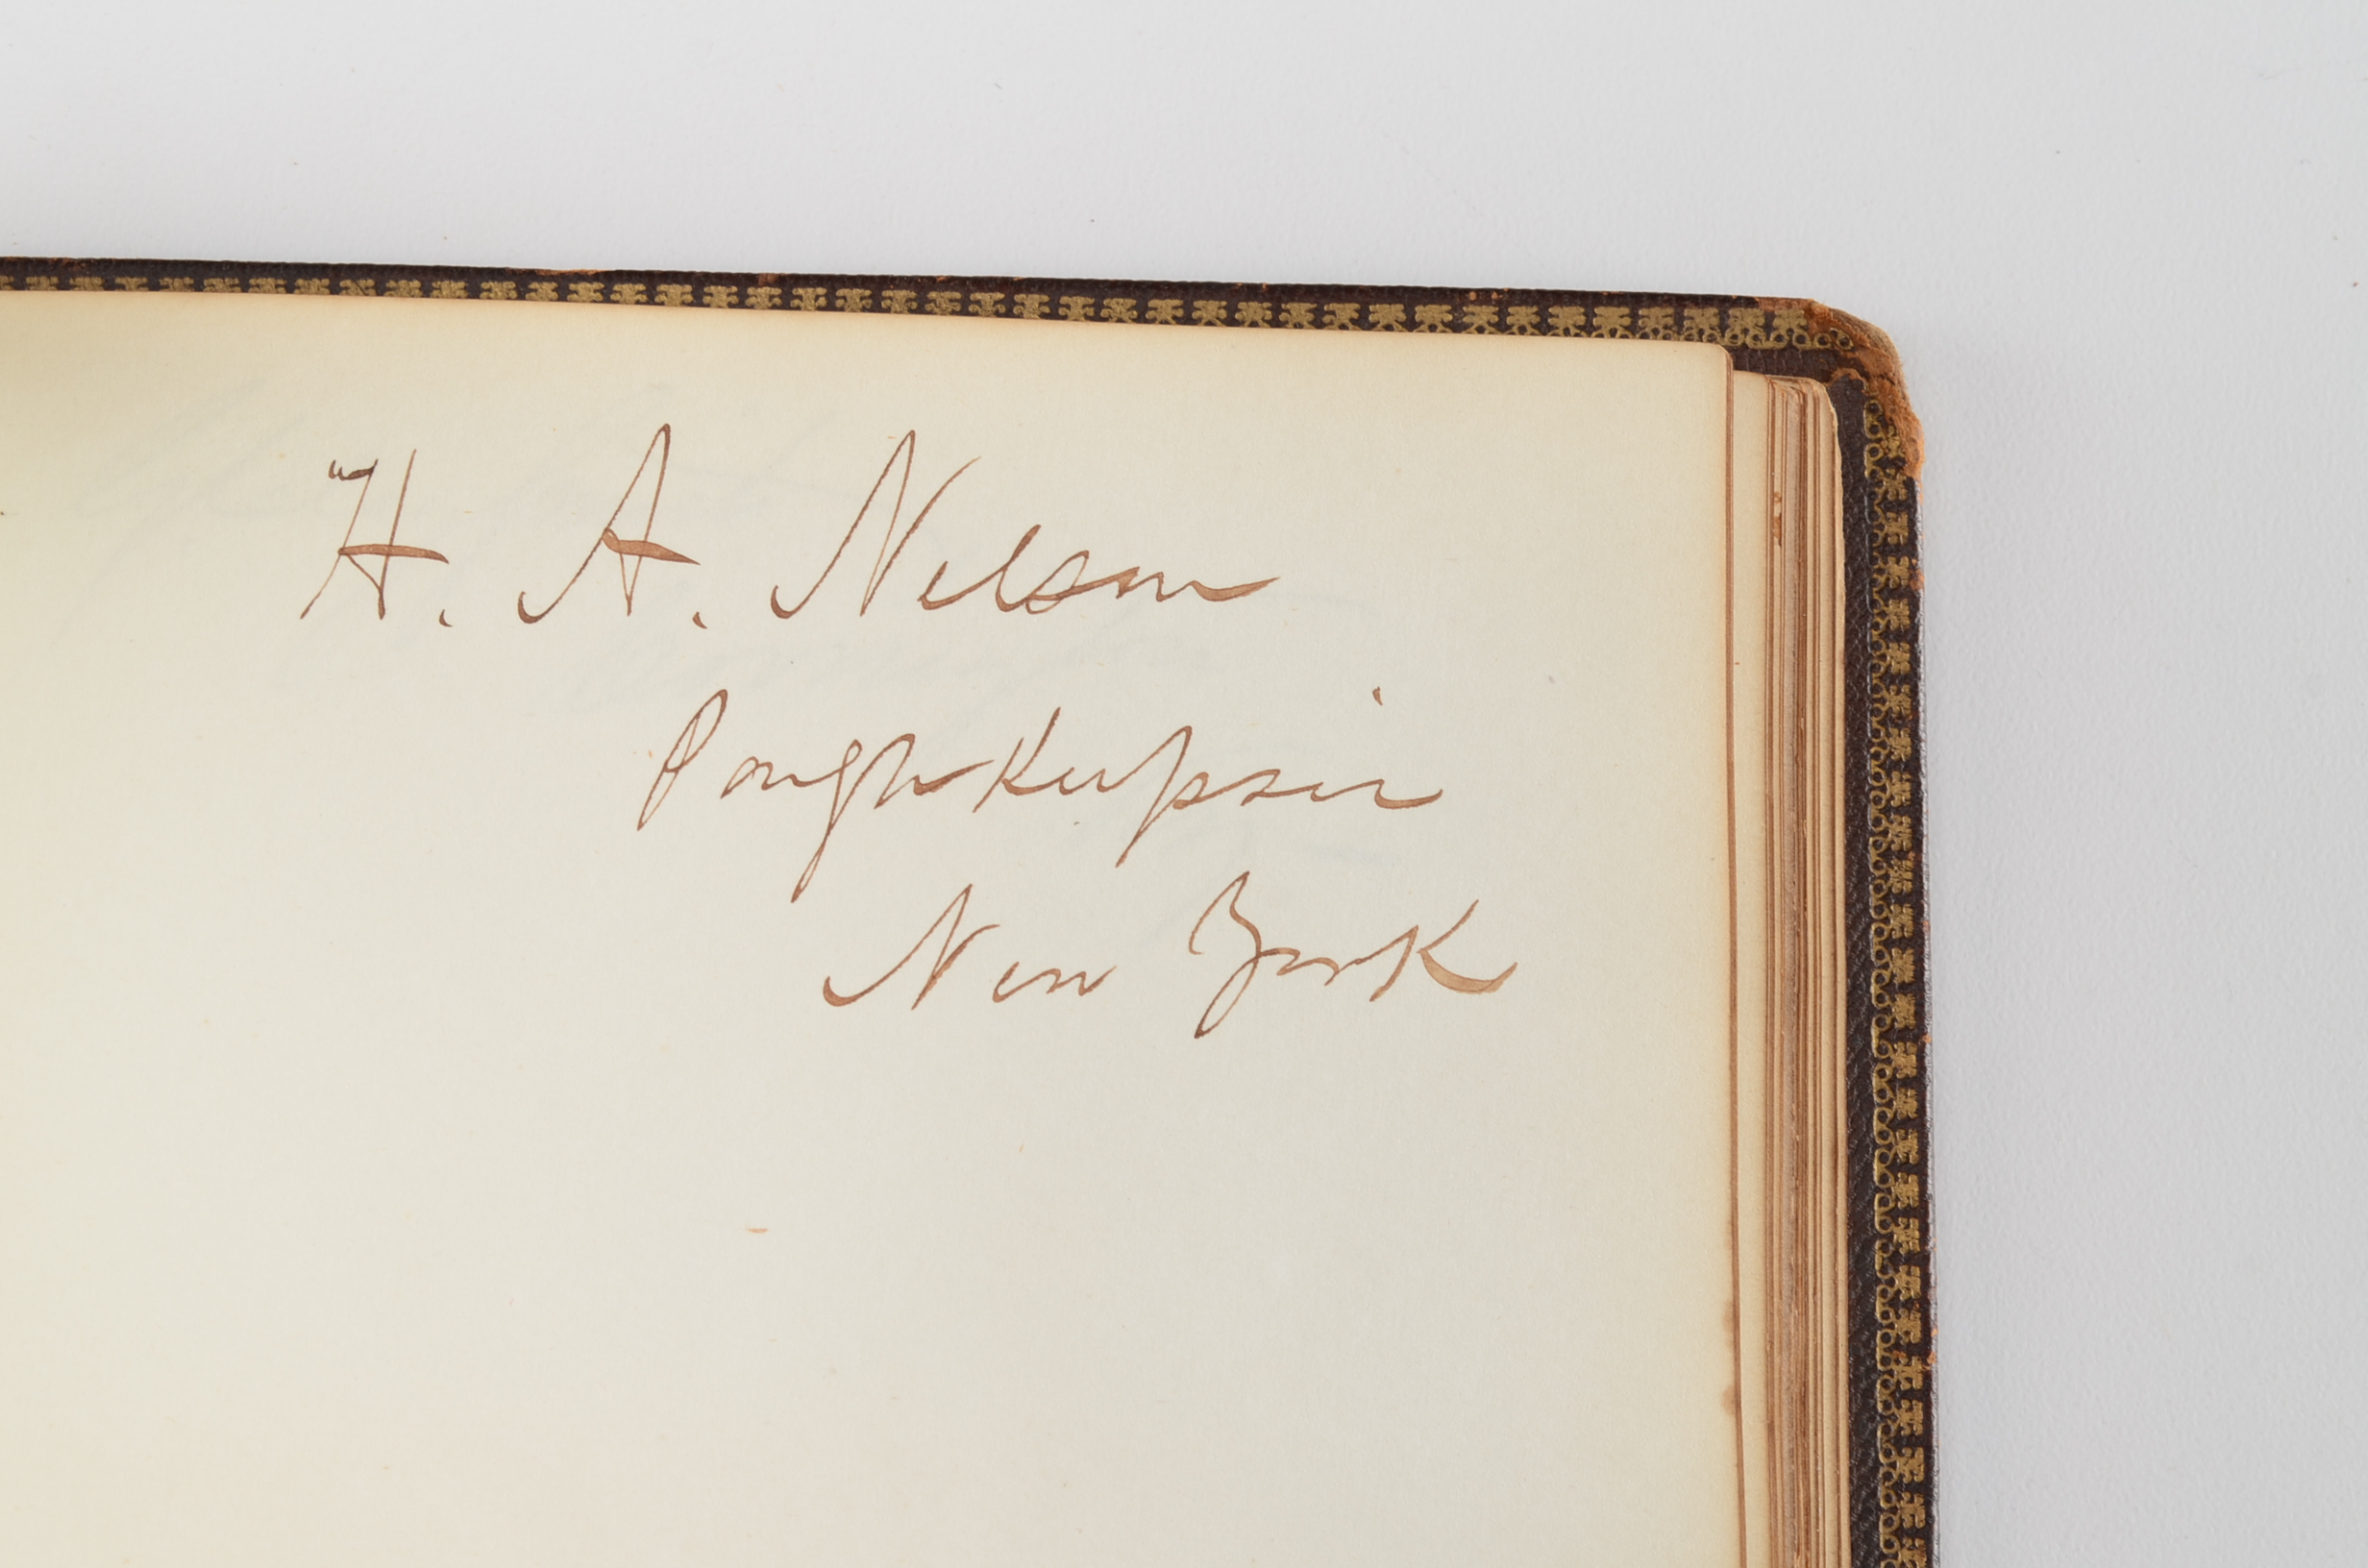 H. A. Nelson
Poughkeepsie
New York